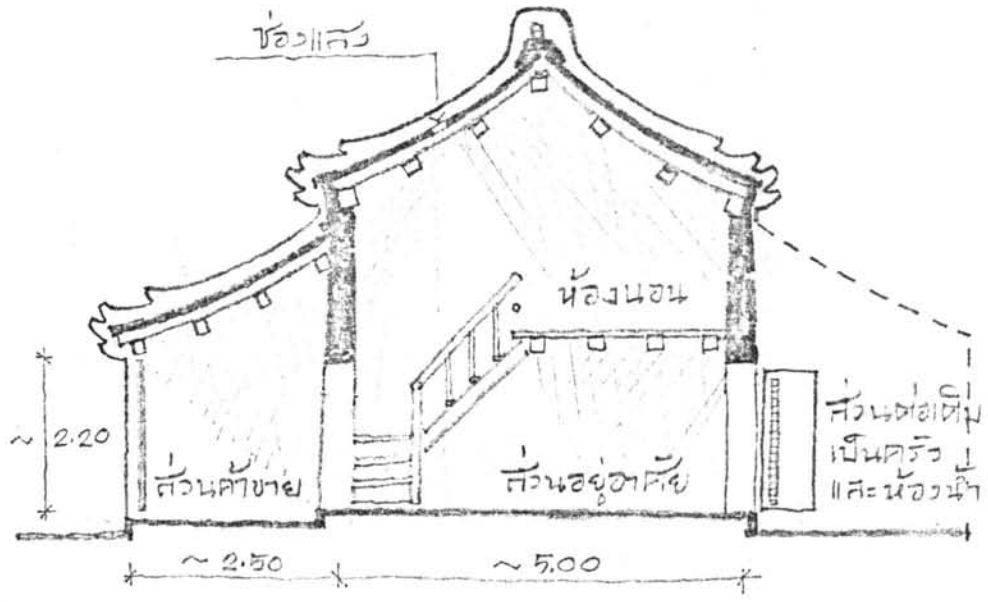 ช่องแสง
ห้องนอน
~ 2.20
ส่วนค้าขาย
ส่วนอยู่อาศัย
ส่วนต่อเติม
เป็นครัว
และห้องน้ำ
~ 2.50
~ 5.00